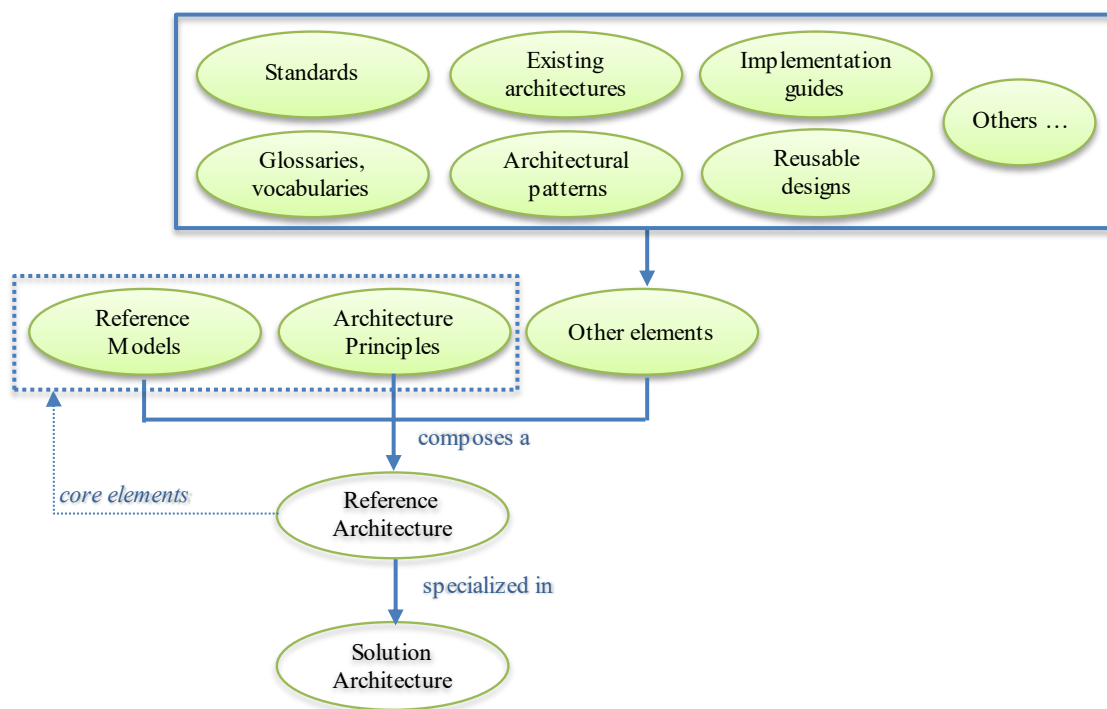 Standards
Existing
architectures
Implementation
guides
Others …
Glossaries,
vocabularies
Architectural
patterns
Reusable
designs
Reference
Models
Architecture
Principles
Other elements
composes a
core elements
Reference
Architecture
specialized in
Solution
Architecture